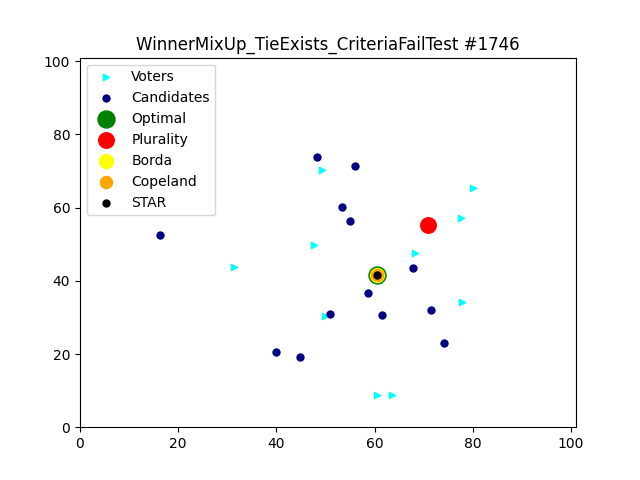 WinnerMixUp_TieExists_CriteriaFailTest #1746
100
80
60
40
20
0
Voters
Candidates
Optimal
Plurality
Borda
Copeland
STAR
0 20 40 60 80 100